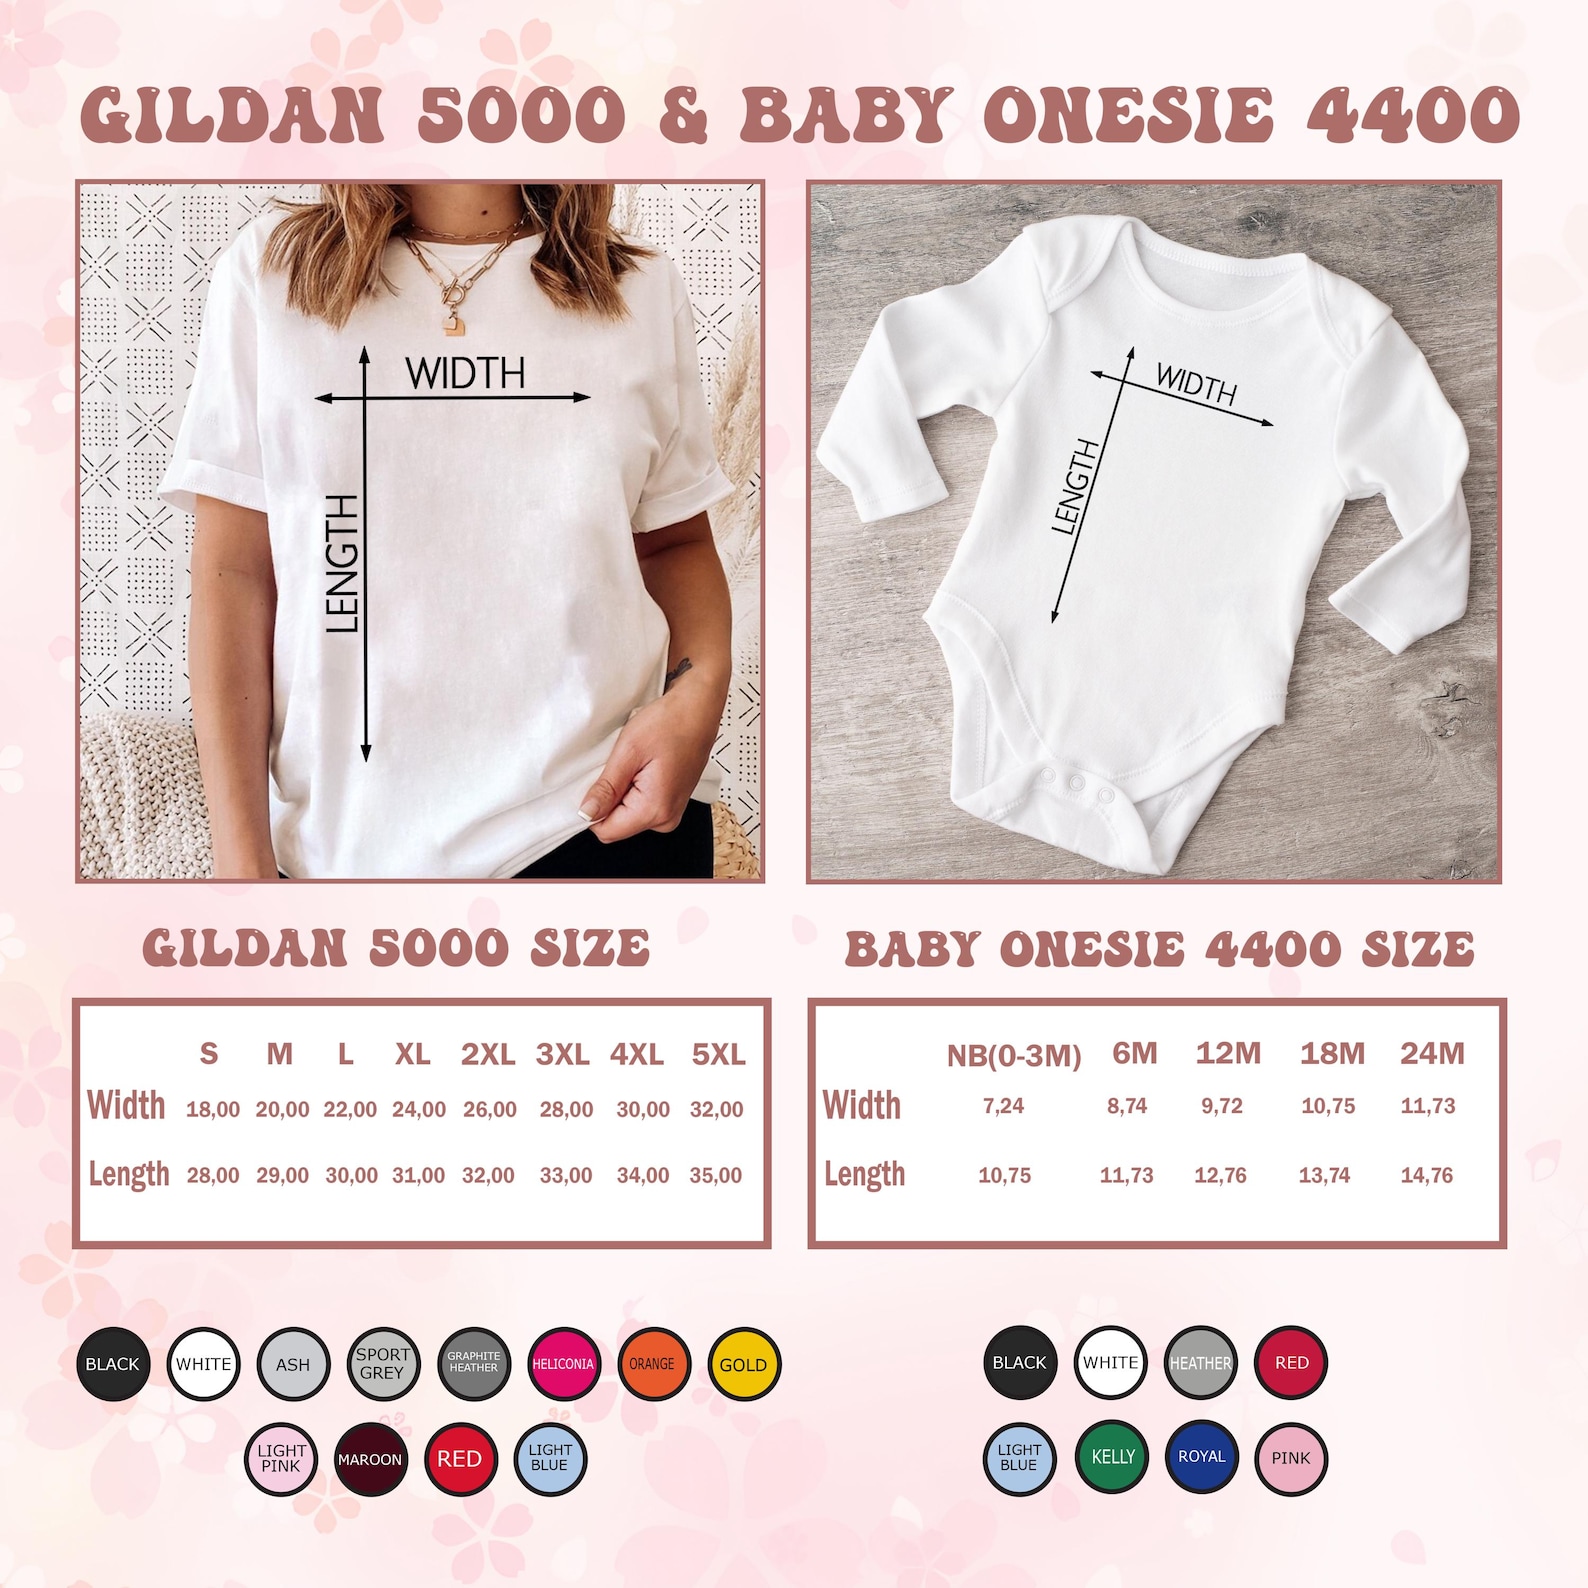 GILDAN 5000 & BABY ONESIE 4400
WIDTH
LENGTH
WIDTH
LENGTH
GILDAN 5000 SIZE
S M L XL 2XL 3XL 4XL 5XL
Width 18,00 20,00 22,00 24,00 26,00 28,00 30,00 32,00
Length 28,00 29,00 30,00 31,00 32,00 33,00 34,00 35,00
BABY ONESIE 4400 SIZE
NB(0-3M) 6M 12M 18M 24M
Width 7,24 8,74 9,72 10,75 11,73
Length 10,75 11,73 12,76 13,74 14,76
BLACK
WHITE
ASH
SPORT
GREY
GRAPHITE
HEATHER
HELICONIA
ORANGE
GOLD
LIGHT
PINK
MAROON
RED
LIGHT
BLUE
BLACK
WHITE
HEATHER
RED
LIGHT
BLUE
KELLY
ROYAL
PINK